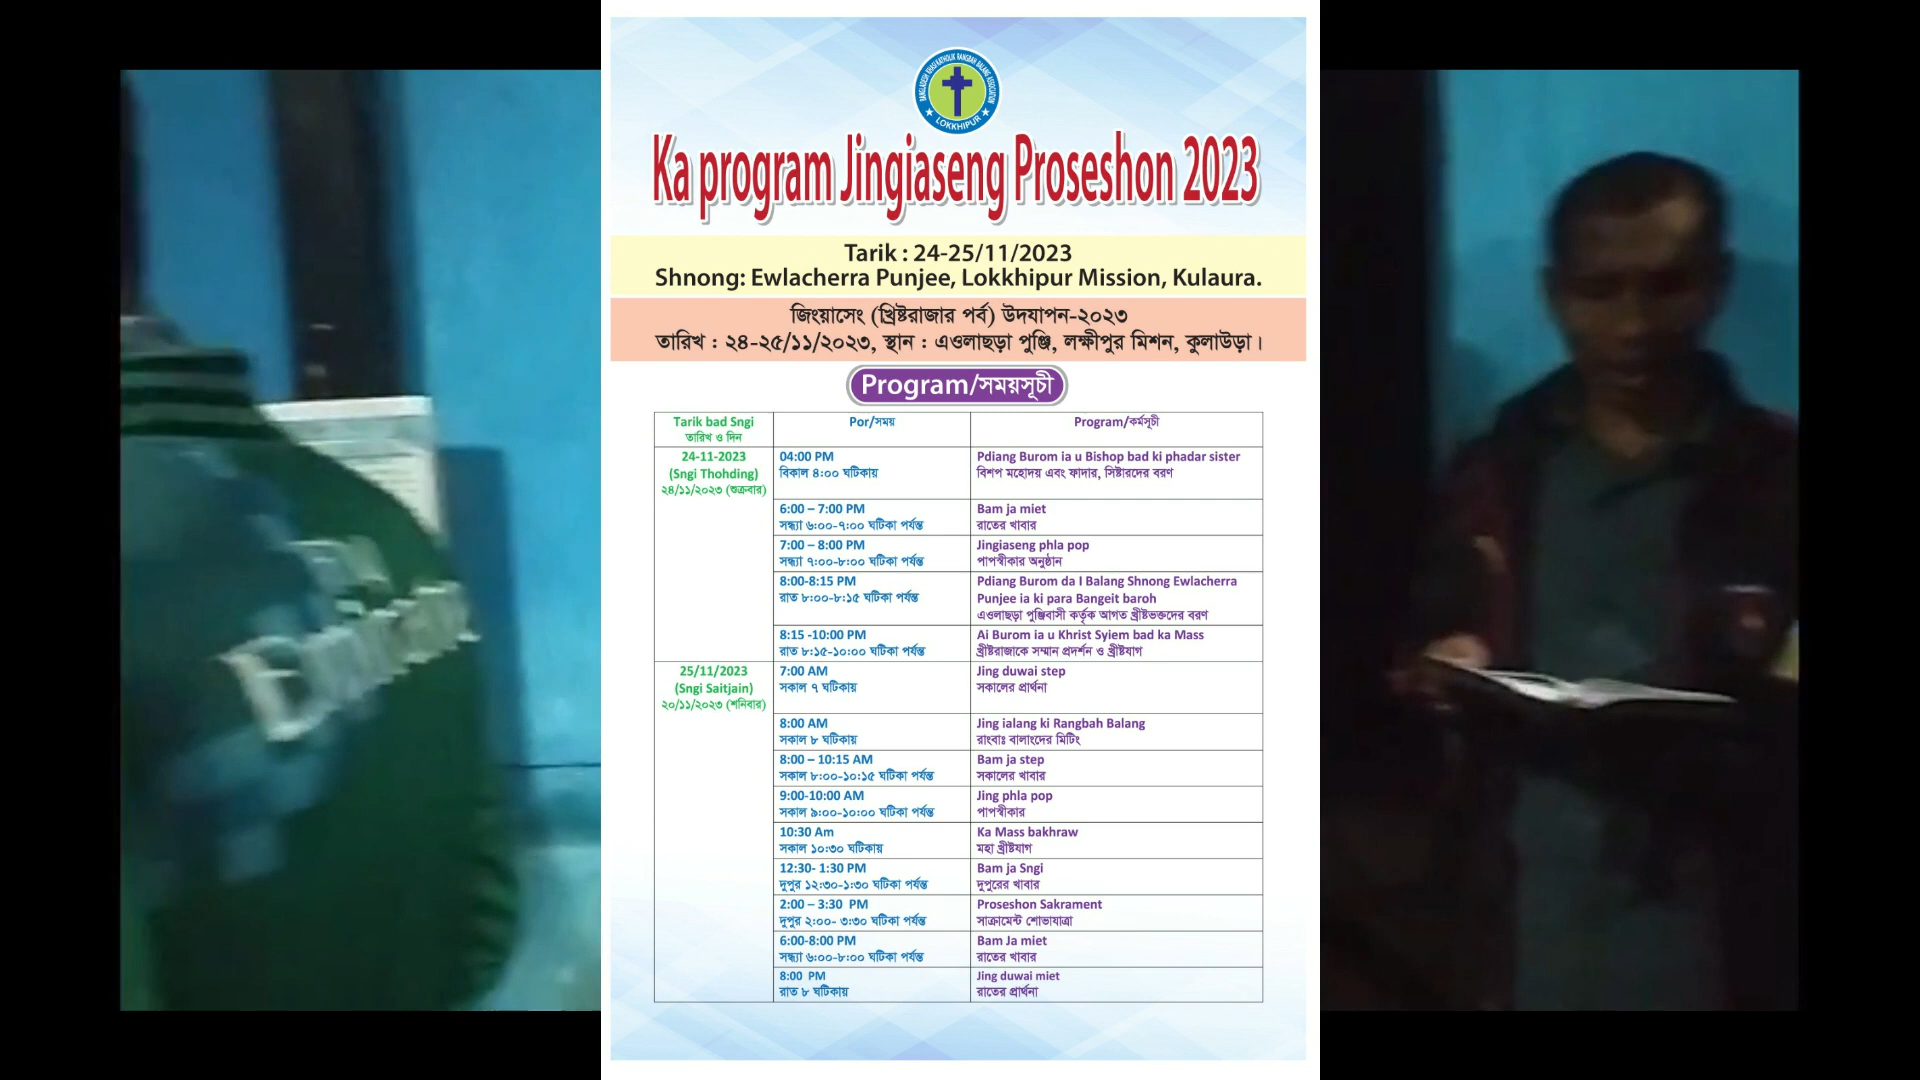 BANGLADESH KHASI KATHOLIK RANGBAH BALANG ASSOCIATION
LOKKHIPUR
Ka program Jingiaseng Proseshon 2023
Tarik : 24-25/11/2023
Shnong: Ewlacherra Punjee, Lokkhipur Mission, Kulaura.
জিংয়াসেং (খ্রিষ্টরাজার পর্ব) উদযাপন-২০২৩
তারিখ : ২৪-২৫/১১/২০২৩, স্থান : এওলাছড়া পুঞ্জি, লক্ষীপুর মিশন, কুলাউড়া।
Program/সময়সূচী
Tarik bad Sngi
তারিখ ও দিন
Por/সময়
Program/কর্মসূচী
24-11-2023
(Sngi Thohding)
২৪/১১/২০২৩ (শুক্রবার)
04:00 PM
বিকাল ৪:০০ ঘটিকায়
Pdiang Burom ia u Bishop bad ki phadar sister
বিশপ মহোদয় এবং ফাদার, সিষ্টারদের বরণ
6:00 – 7:00 PM
সন্ধ্যা ৬:০০-৭:০০ ঘটিকা পর্যন্ত
Bam ja miet
রাতের খাবার
7:00 – 8:00 PM
সন্ধ্যা ৭:০০-৮:০০ ঘটিকা পর্যন্ত
Jingiaseng phla pop
পাপস্বীকার অনুষ্ঠান
8:00-8:15 PM
রাত ৮:০০-৮:১৫ ঘটিকা পর্যন্ত
Pdiang Burom da I Balang Shnong Ewlacherra
Punjee ia ki para Bangeit baroh
এওলাছড়া পুঞ্জিবাসী কর্তৃক আগত খ্রীষ্টভক্তদের বরণ
8:15 -10:00 PM
রাত ৮:১৫-১০:০০ ঘটিকা পর্যন্ত
Ai Burom ia u Khrist Syiem bad ka Mass
খ্রীষ্টরাজাকে সম্মান প্রদর্শন ও খ্রীষ্টযাগ
25/11/2023
(Sngi Saitjain)
২০/১১/২০২৩ (শনিবার)
7:00 AM
সকাল ৭ ঘটিকায়
Jing duwai step
সকালের প্রার্থনা
8:00 AM
সকাল ৮ ঘটিকায়
Jing ialang ki Rangbah Balang
রাংবাঃ বালাংদের মিটিং
8:00 – 10:15 AM
সকাল ৮:০০-১০:১৫ ঘটিকা পর্যন্ত
Bam ja step
সকালের খাবার
9:00-10:00 AM
সকাল ৯:০০-১০:০০ ঘটিকা পর্যন্ত
Jing phla pop
পাপস্বীকার
10:30 Am
সকাল ১০:৩০ ঘটিকায়
Ka Mass bakhraw
মহা খ্রীষ্টযাগ
12:30- 1:30 PM
দুপুর ১২:৩০-১:৩০ ঘটিকা পর্যন্ত
Bam ja Sngi
দুপুরের খাবার
2:00 – 3:30 PM
দুপুর ২:০০- ৩:৩০ ঘটিকা পর্যন্ত
Proseshon Sakrament
সাক্রামেন্ট শোভাযাত্রা
6:00-8:00 PM
সন্ধ্যা ৬:০০-৮:০০ ঘটিকা পর্যন্ত
Bam Ja miet
রাতের খাবার
8:00 PM
রাত ৮ ঘটিকায়
Jing duwai miet
রাতের প্রার্থনা